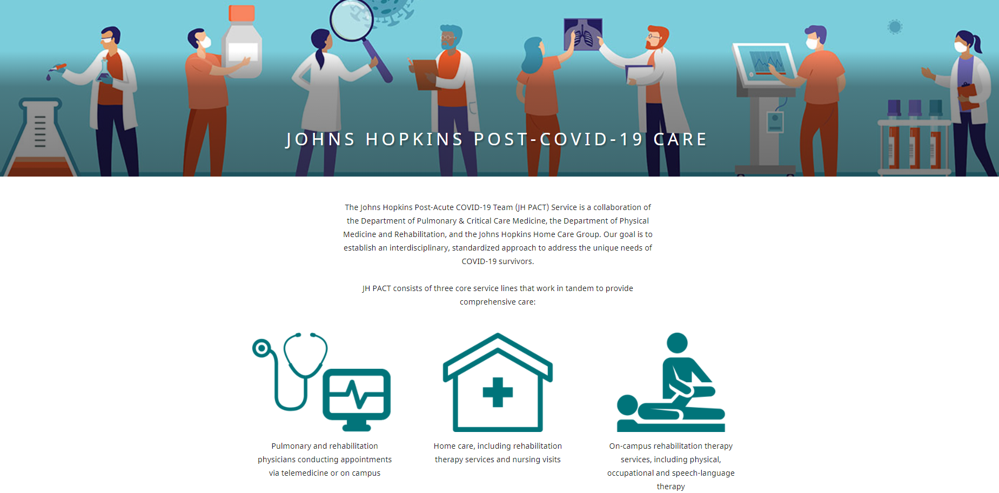 JOHNS HOPKINS POST-COVID-19 CARE
The Johns Hopkins Post-Acute COVID-19 Team (JH PACT) Service is a collaboration of
the Department of Pulmonary & Critical Care Medicine, the Department of Physical
Medicine and Rehabilitation, and the Johns Hopkins Home Care Group. Our goal is to
establish an interdisciplinary, standardized approach to address the unique needs of
COVID-19 survivors.
JH PACT consists of three core service lines that work in tandem to provide
comprehensive care:
Pulmonary and rehabilitation
physicians conducting appointments
via telemedicine or on campus
Home care, including rehabilitation
therapy services and nursing visits
On-campus rehabilitation therapy
services, including physical,
occupational and speech-language
therapy